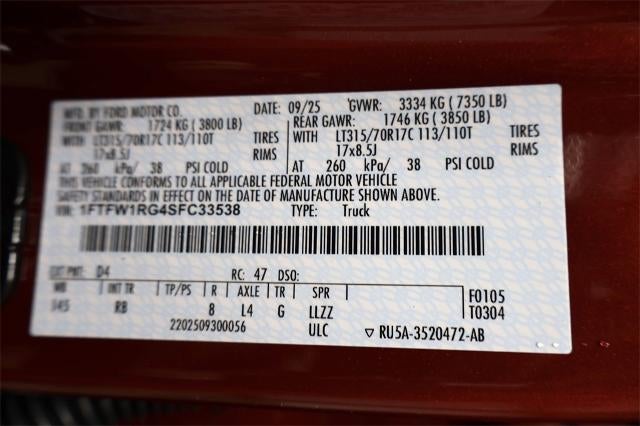 MFD. BY FORD MOTOR CO. DATE: 09/25 GVWR: 3334 KG ( 7350 LB)
FRONT GAWR: 1724 KG ( 3800 LB) REAR GAWR: 1746 KG ( 3850 LB)
WITH LT315/70R17C 113/110T TIRES WITH LT315/70R17C 113/110T TIRES
17x8.5J RIMS 17x8.5J RIMS
AT 260 kPa/ 38 PSI COLD AT 260 kPa/ 38 PSI COLD
THIS VEHICLE CONFORMS TO ALL APPLICABLE FEDERAL MOTOR VEHICLE
SAFETY STANDARDS IN EFFECT ON THE DATE OF MANUFACTURE SHOWN ABOVE.
VIN: 1FTFW1RG4SFC33538 TYPE: Truck
EXT PNT: D4 RC: 47 DSO:
WB INT TR TP/PS R AXLE TR SPR F0105
145 RB 8 L4 G LLZZ T0304
2202509300056 ULC ▽ RU5A-3520472-AB